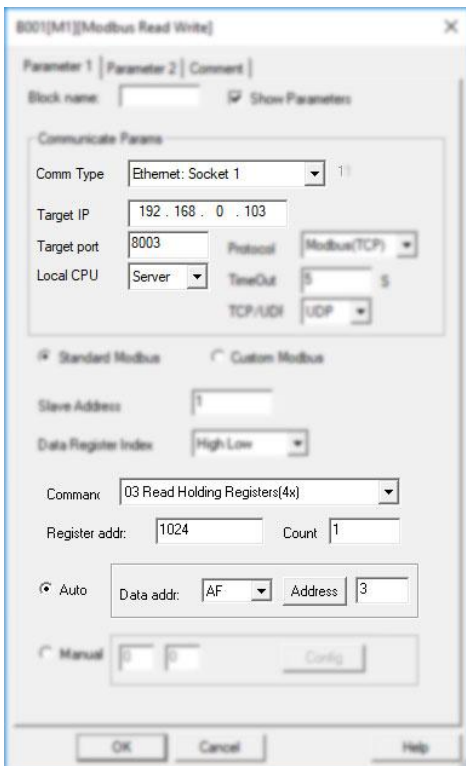 B001[M1][Modbus Read Write]
Parameter 1 Parameter 2 Comment
Block name: Show Parameters
Communicate Params
Comm Type Ethernet: Socket 1 11
Target IP 192 . 168 . 0 . 103
Target port 8003 Protocol Modbus(TCP)
Local CPU Server TimeOut 5 S
TCP/UDF UDP
Standard Modbus Custom Modbus
Slave Address 1
Data Register Index High Low
Command 03 Read Holding Registers(4x)
Register addr: 1024 Count 1
Auto Data addr: AF Address 3
Manual 0 0 Config
OK Cancel Help